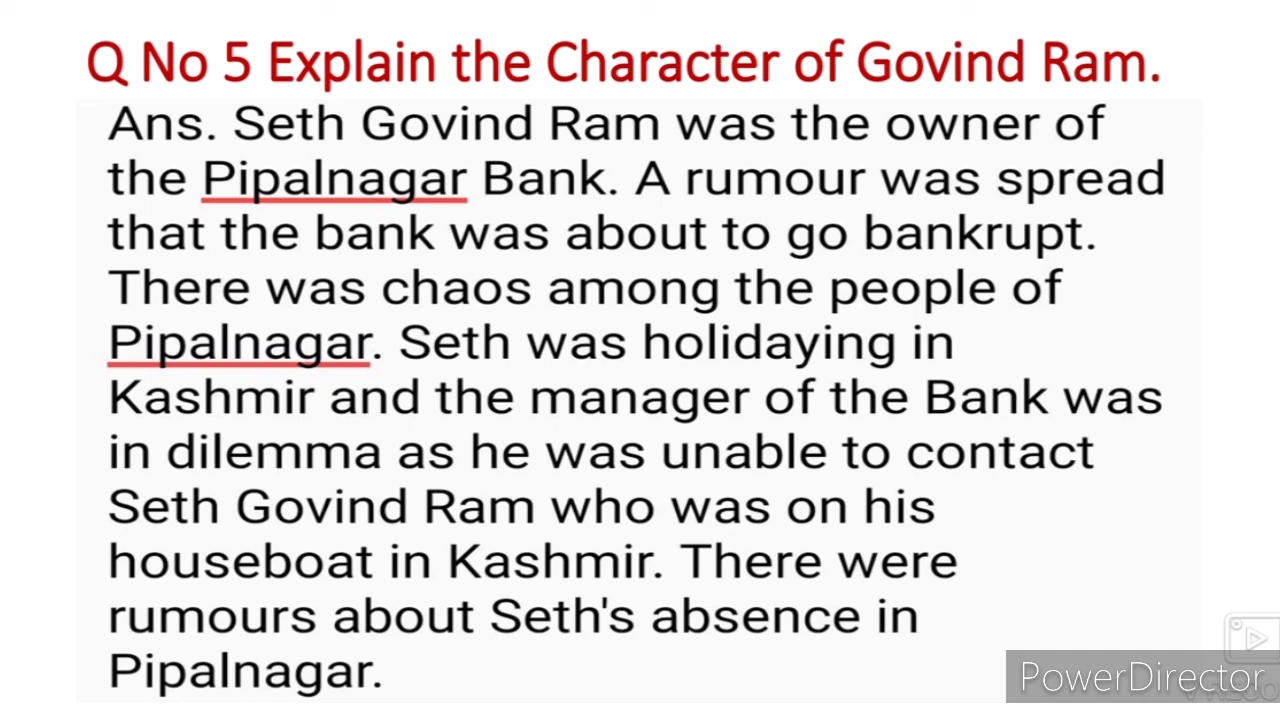 Q No 5 Explain the Character of Govind Ram.
Ans. Seth Govind Ram was the owner of
the Pipalnagar Bank. A rumour was spread
that the bank was about to go bankrupt.
There was chaos among the people of
Pipalnagar. Seth was holidaying in
Kashmir and the manager of the Bank was
in dilemma as he was unable to contact
Seth Govind Ram who was on his
houseboat in Kashmir. There were
rumours about Seth's absence in
Pipalnagar.
PowerDirector